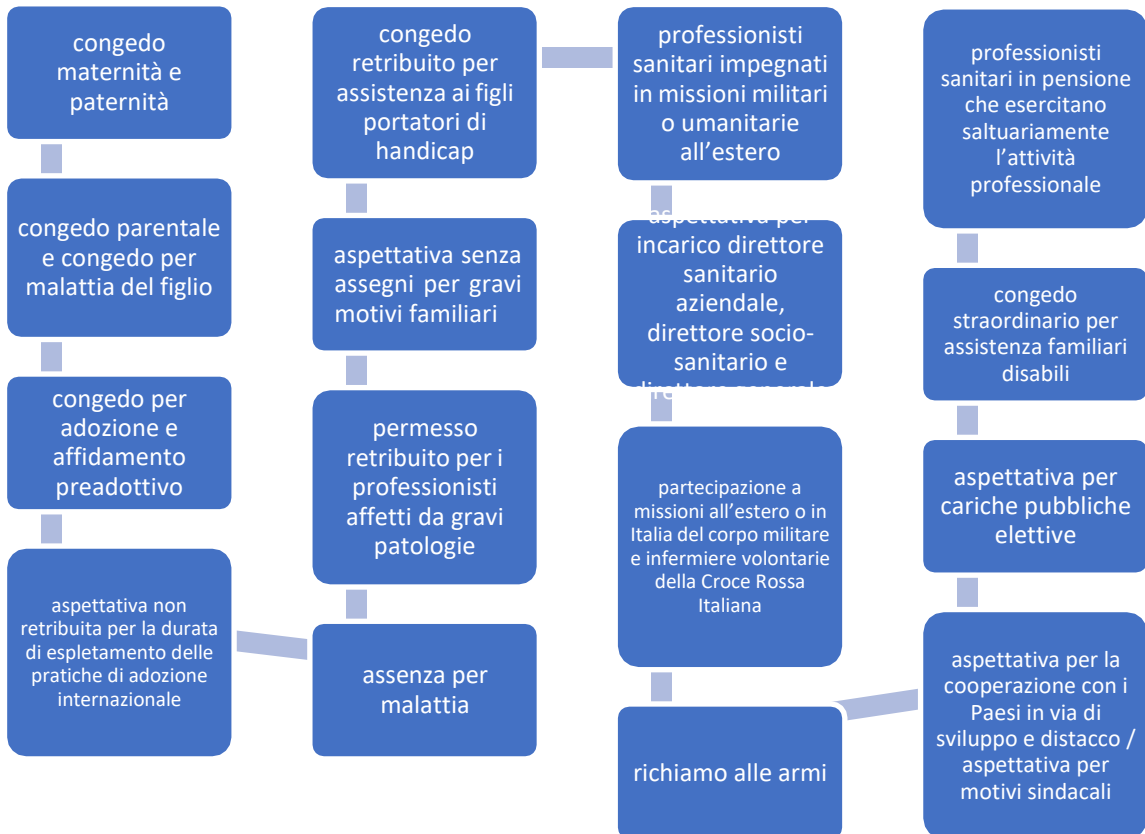 congedo
maternità e
paternità
congedo parentale
e congedo per
malattia del figlio
congedo per
adozione e
affidamento
preadottivo
aspettativa non
retribuita per la durata
di espletamento delle
pratiche di adozione
internazionale
assenza per
malattia
permesso
retribuito per i
professionisti
affetti da gravi
patologie
aspettativa senza
assegni per gravi
motivi familiari
congedo
retribuito per
assistenza ai figli
portatori di
handicap
professionisti
sanitari impegnati
in missioni militari
o umanitarie
all’estero
aspettativa per
incarico direttore
sanitario
aziendale,
direttore socio-
sanitario e
direttore generale
partecipazione a
missioni all’estero o in
Italia del corpo militare
e infermiere volontarie
della Croce Rossa
Italiana
richiamo alle armi
aspettativa per la
cooperazione con i
Paesi in via di
sviluppo e distacco /
aspettativa per
motivi sindacali
aspettativa per
cariche pubbliche
elettive
congedo
straordinario per
assistenza familiari
disabili
professionisti
sanitari in pensione
che esercitano
saltuariamente
l’attività
professionale